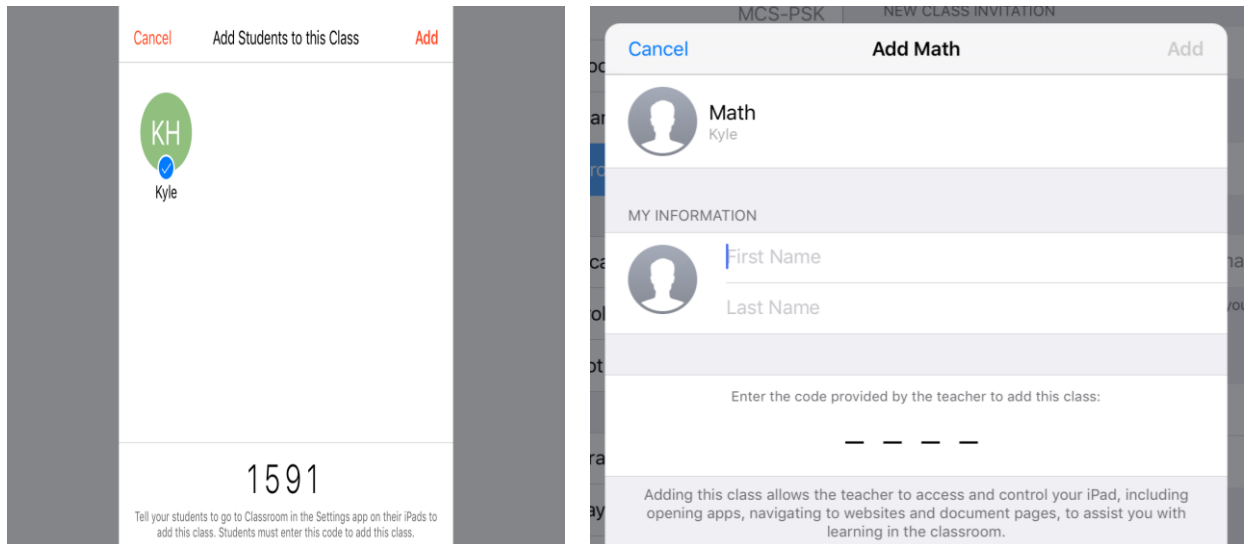 Cancel Add Students to this Class Add
KH
Kyle
1591
Tell your students to go to Classroom in the Settings app on their iPads to
add this class. Students must enter this code to add this class.
MCS-PSK NEW CLASS INVITATION
Cancel Add Math Add
Math
Kyle
MY INFORMATION
First Name
Last Name
Enter the code provided by the teacher to add this class:
Adding this class allows the teacher to access and control your iPad, including
opening apps, navigating to websites and document pages, to assist you with
learning in the classroom.